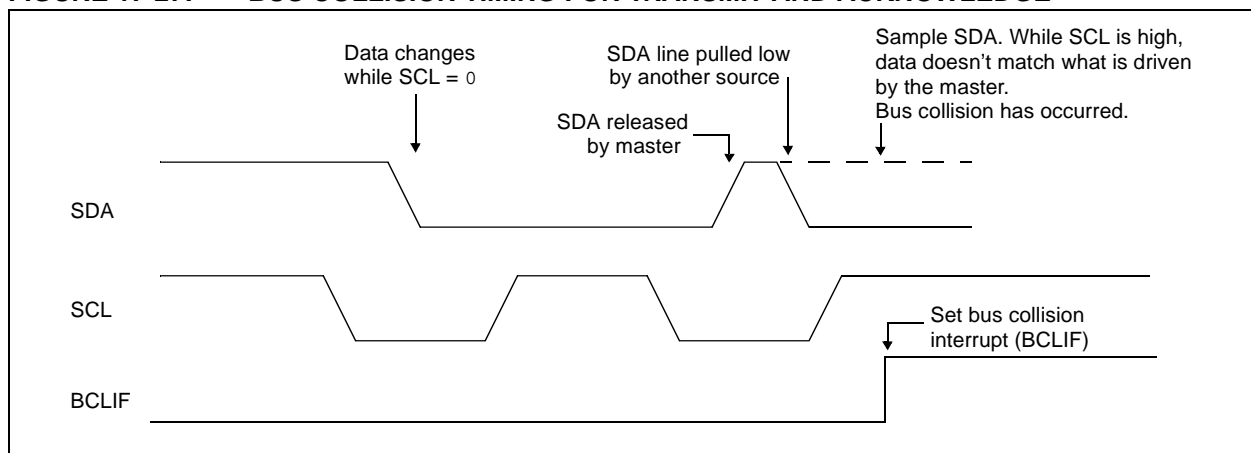 Data changes
while SCL = 0
SDA line pulled low
by another source
Sample SDA. While SCL is high,
data doesn't match what is driven
by the master.
Bus collision has occurred.
SDA released
by master
SDA
SCL
Set bus collision
interrupt (BCLIF)
BCLIF